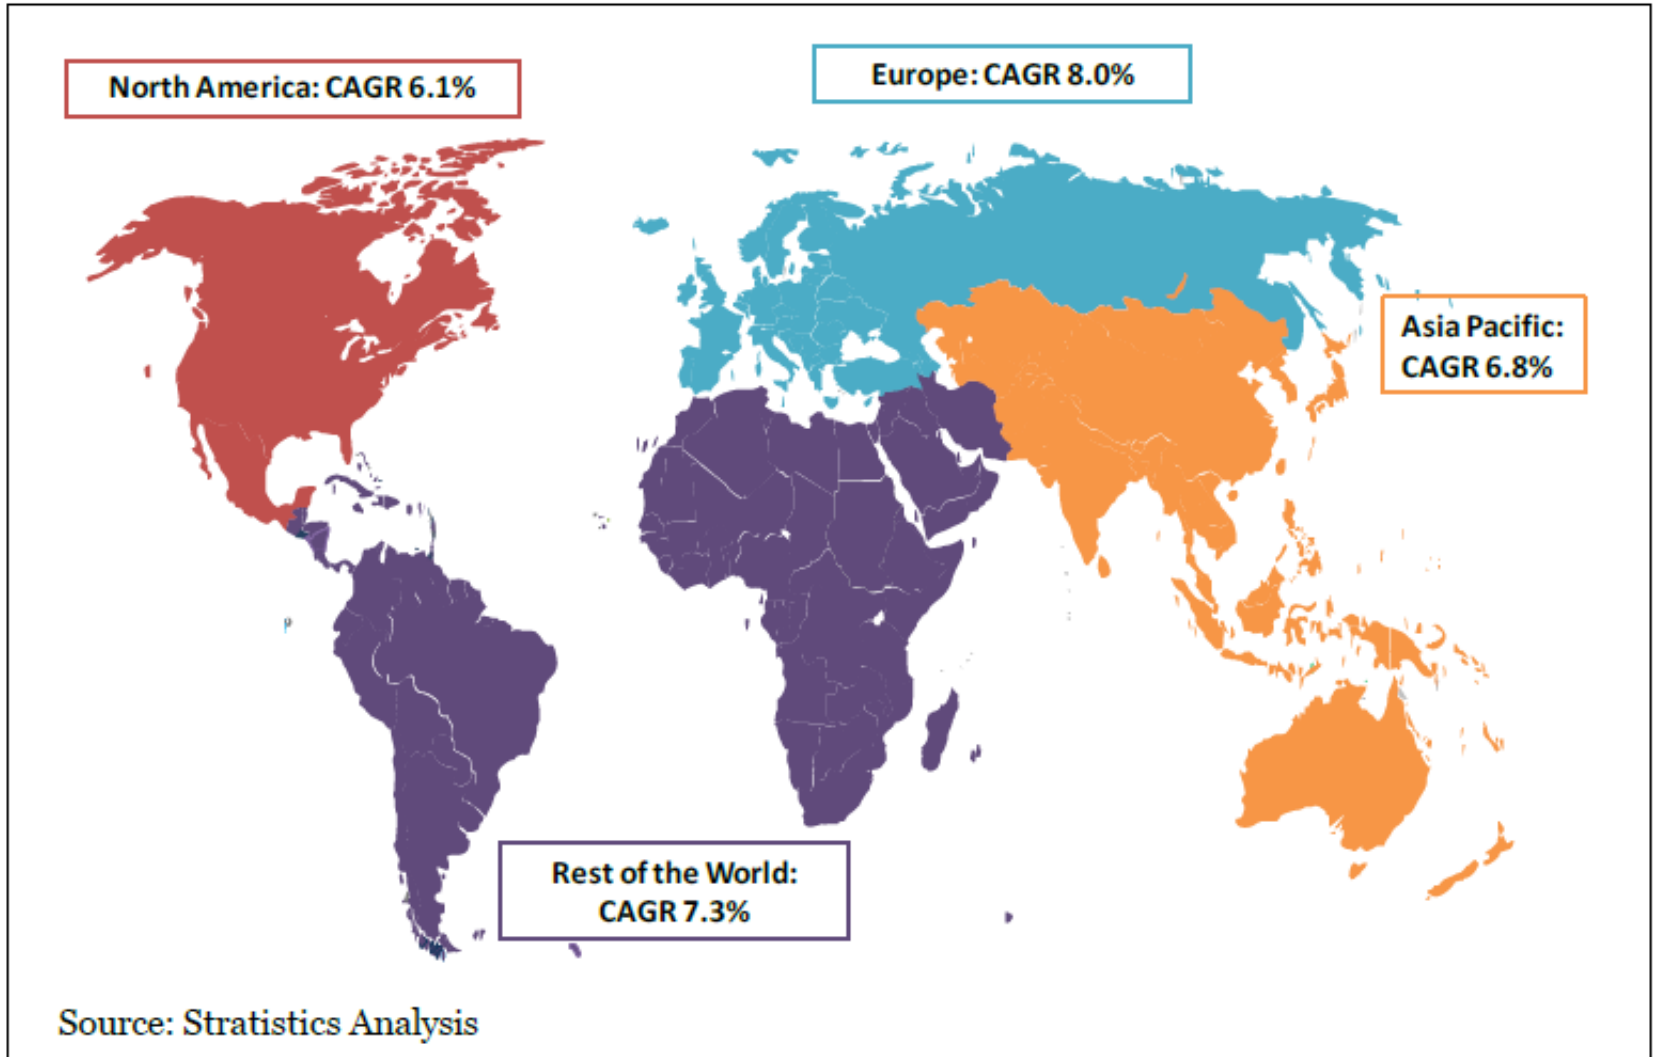 North America: CAGR 6.1%
Europe: CAGR 8.0%
Asia Pacific:
CAGR 6.8%
Rest of the World:
CAGR 7.3%
Source: Stratistics Analysis